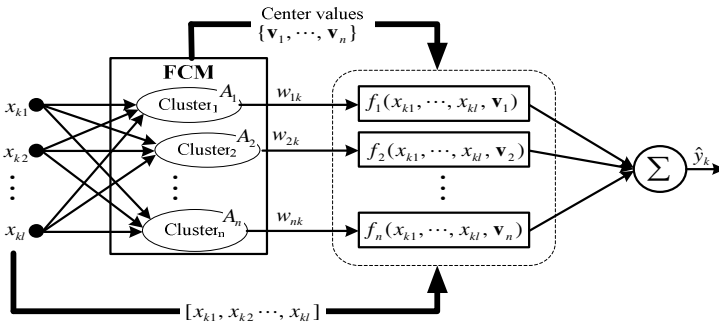 Center values
{v₁, ⋯, vₙ}
FCM
xₖ₁
xₖ₂
⋮
xₖₗ
Cluster₁ A₁
Cluster₂ A₂
⋮
Clusterₙ Aₙ
w₁ₖ
w₂ₖ
wₙₖ
f₁(xₖ₁, ⋯, xₖₗ, v₁)
f₂(xₖ₁, ⋯, xₖₗ, v₂)
⋮
fₙ(xₖ₁, ⋯, xₖₗ, vₙ)
Σ
ŷₖ
[xₖ₁, xₖ₂ ⋯, xₖₗ]